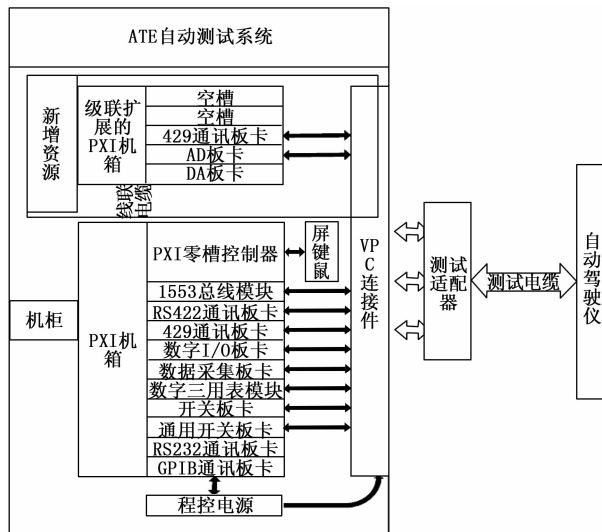 ATE自动测试系统
新增资源
级联扩
展的
PXI机
箱
空槽
空槽
429通讯板卡
AD板卡
DA板卡
线联
电缆
机柜
PXI机
箱
PXI零槽控制器
屏
键
鼠
1553总线模块
RS422通讯板卡
429通讯板卡
数字I/O板卡
数据采集板卡
数字三用表模块
开关板卡
通用开关板卡
RS232通讯板卡
GPIB通讯板卡
程控电源
VP
C连
接
件
测试
适配
器
测试电缆
自动驾驶仪